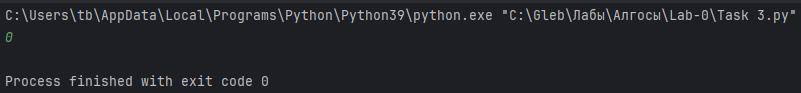 C:\Users\tb\AppData\Local\Programs\Python\Python39\python.exe "C:\Gleb\Лабы\Алгосы\Lab-0\Task 3.py"
0
Process finished with exit code 0